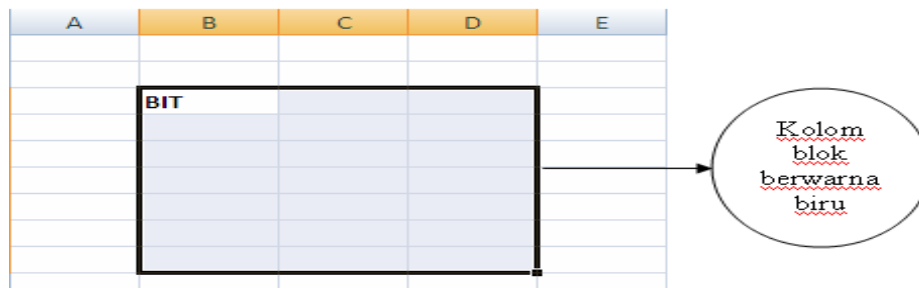 A B C D E
BIT
Kolom
blok
berwarna
biru